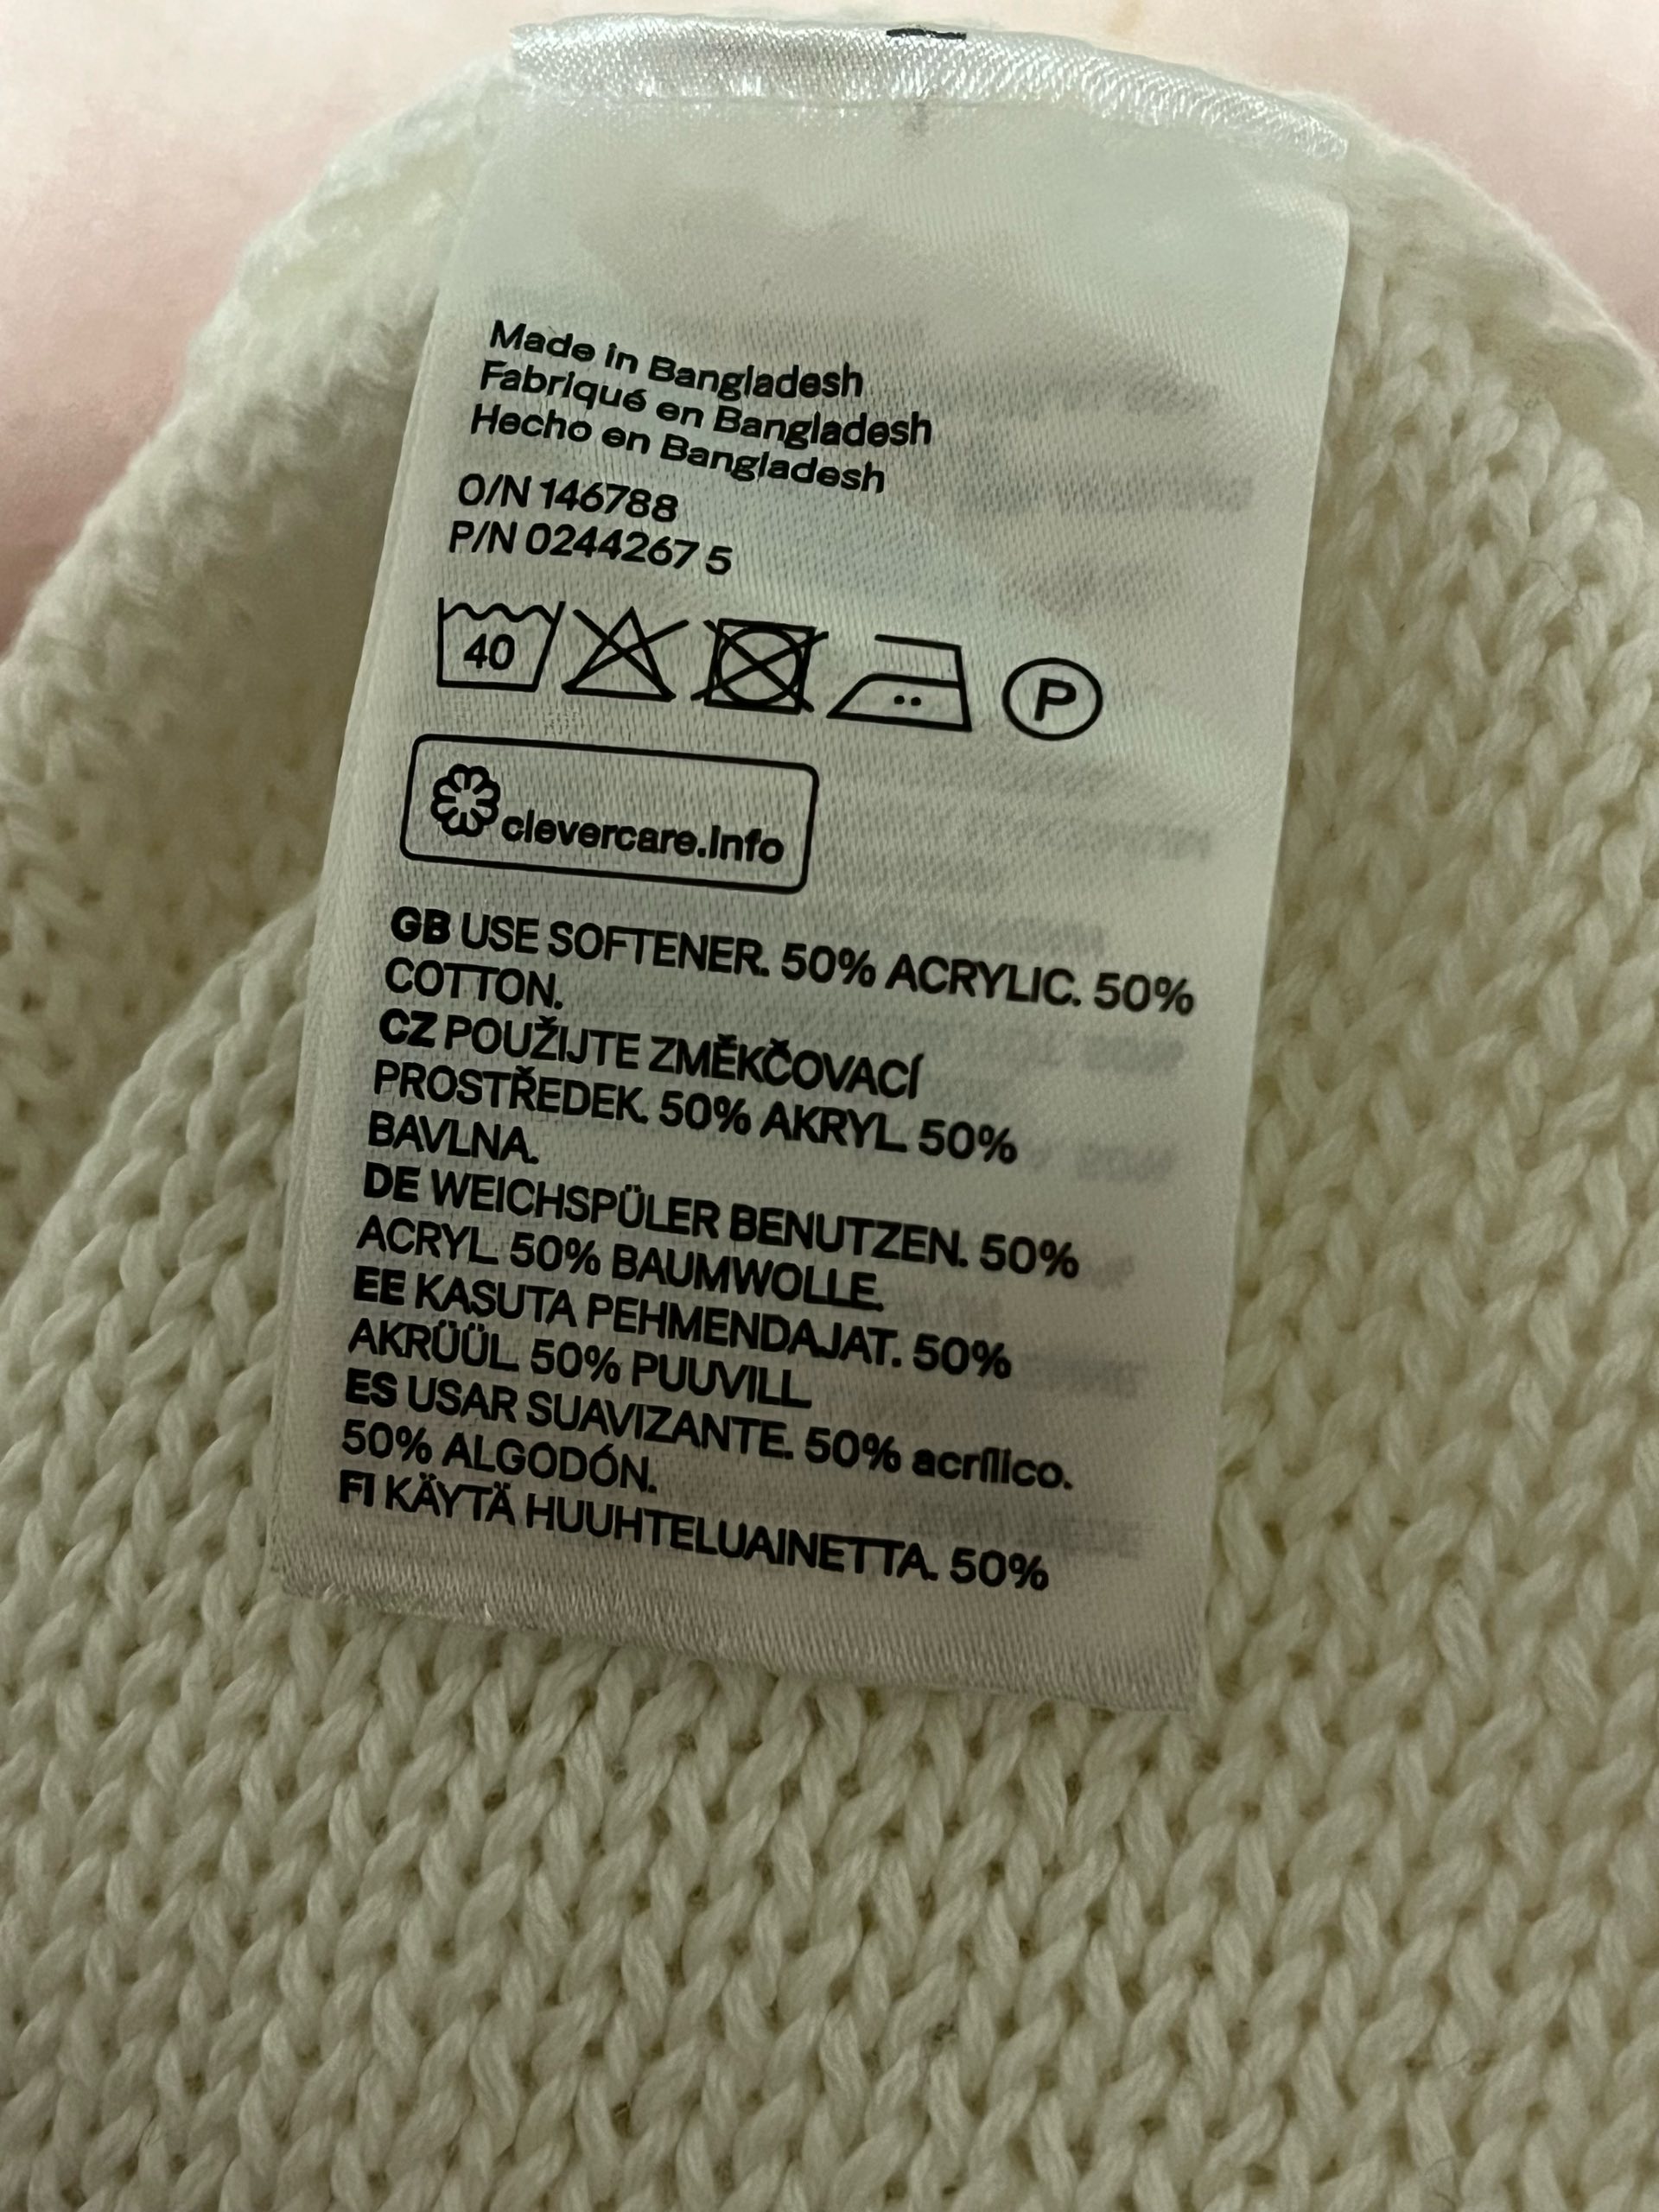 Made in Bangladesh
Fabriqué en Bangladesh
Hecho en Bangladesh
O/N 146788
P/N 0244267 5
40
P
clevercare.info
GB USE SOFTENER. 50% ACRYLIC. 50%
COTTON.
CZ POUŽIJTE ZMĚKČOVACÍ
PROSTŘEDEK. 50% AKRYL. 50%
BAVLNA.
DE WEICHSPÜLER BENUTZEN. 50%
ACRYL. 50% BAUMWOLLE.
EE KASUTA PEHMENDAJAT. 50%
AKRÜÜL. 50% PUUVILL.
ES USAR SUAVIZANTE. 50% acrílico.
50% ALGODÓN.
FI KÄYTÄ HUUHTELUAINETTA. 50%